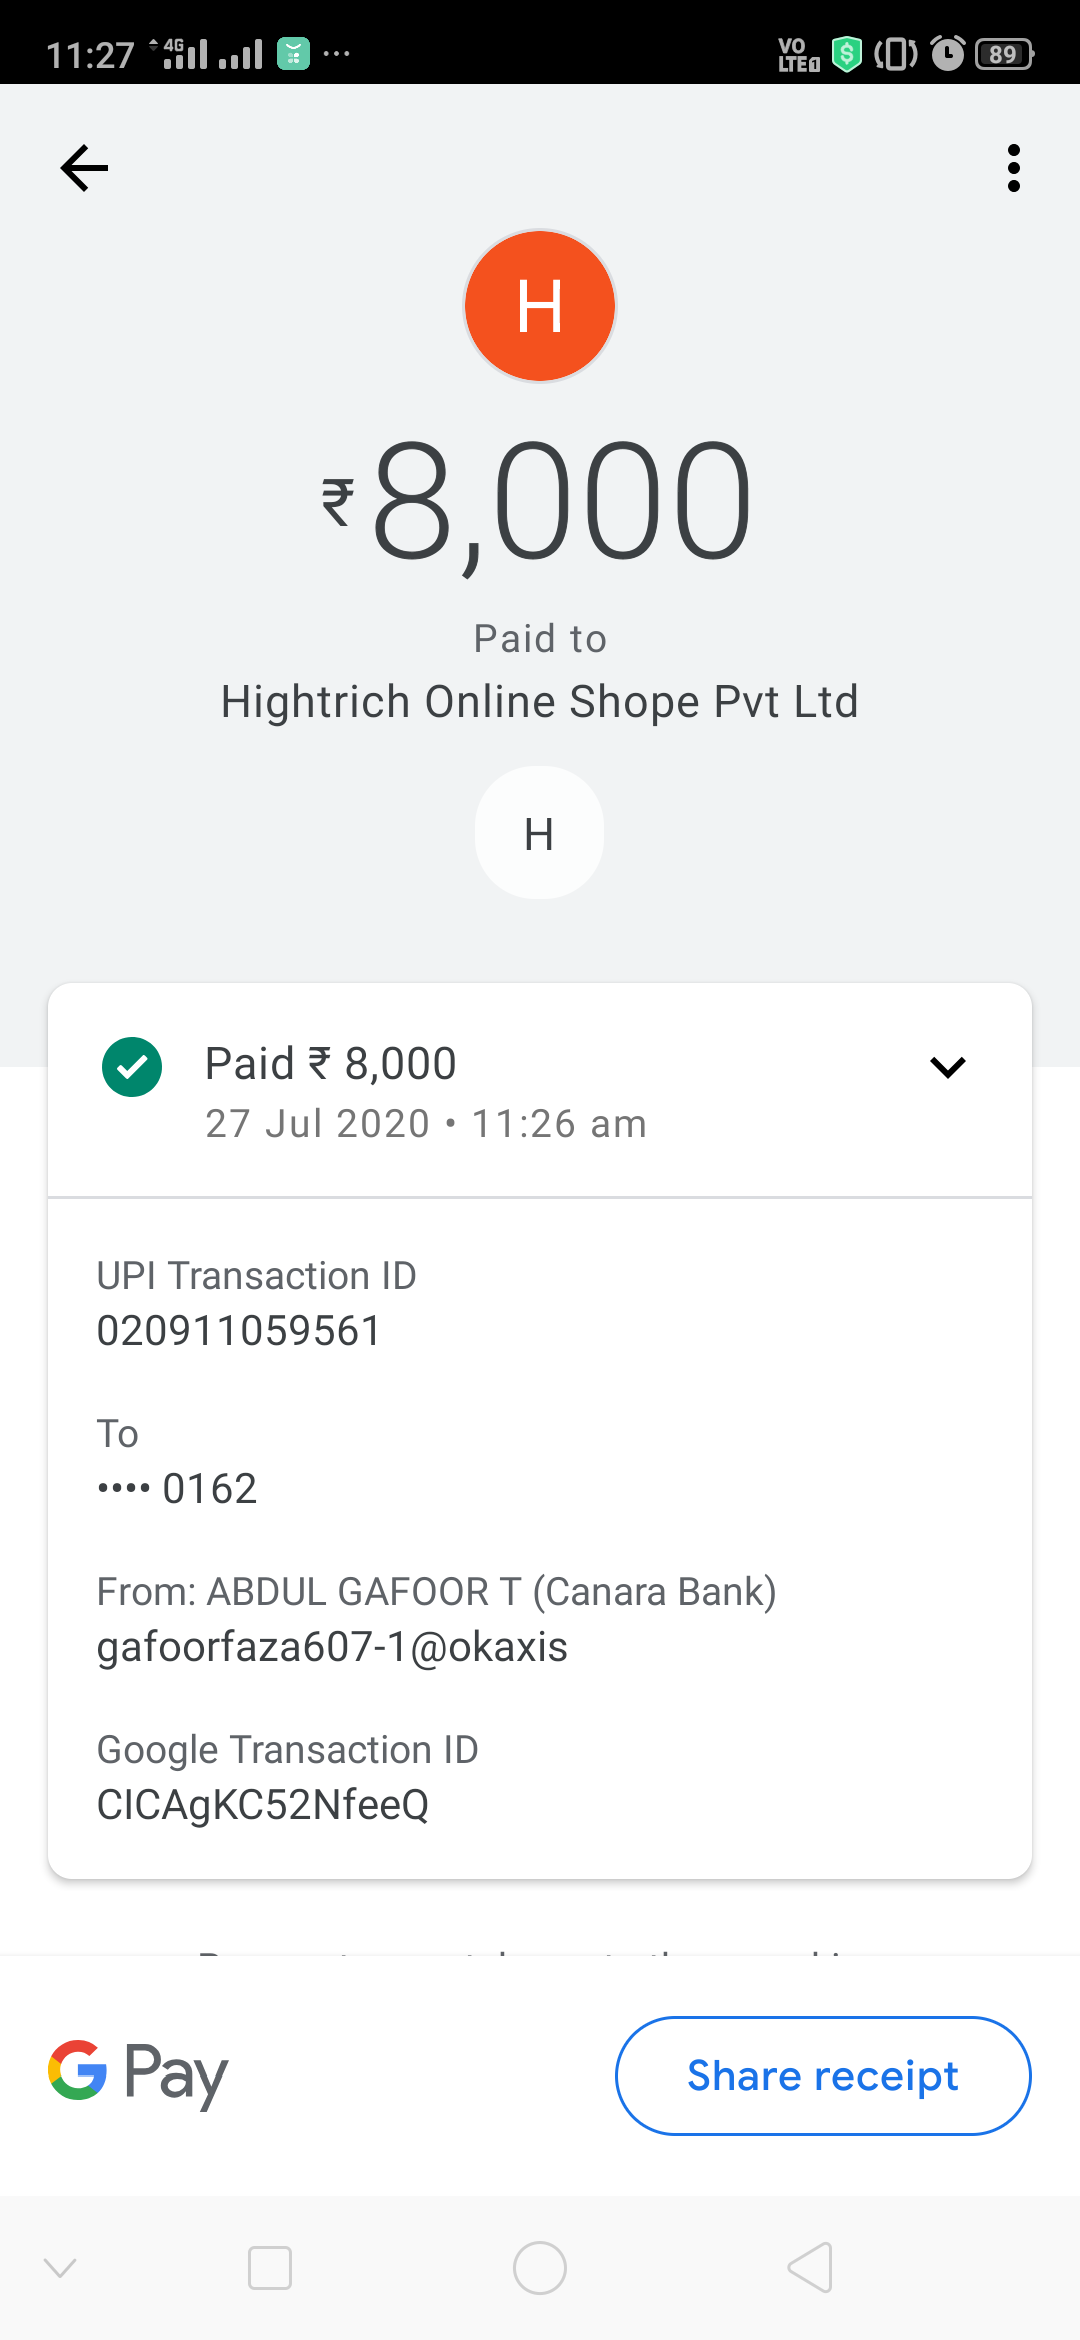 11:27 4G VO LTE1 89
H
₹8,000
Paid to
Hightrich Online Shope Pvt Ltd
H
Paid ₹ 8,000
27 Jul 2020 • 11:26 am
UPI Transaction ID
020911059561
To
•••• 0162
From: ABDUL GAFOOR T (Canara Bank)
gafoorfaza607-1@okaxis
Google Transaction ID
CICAgKC52NfeeQ
G Pay
Share receipt